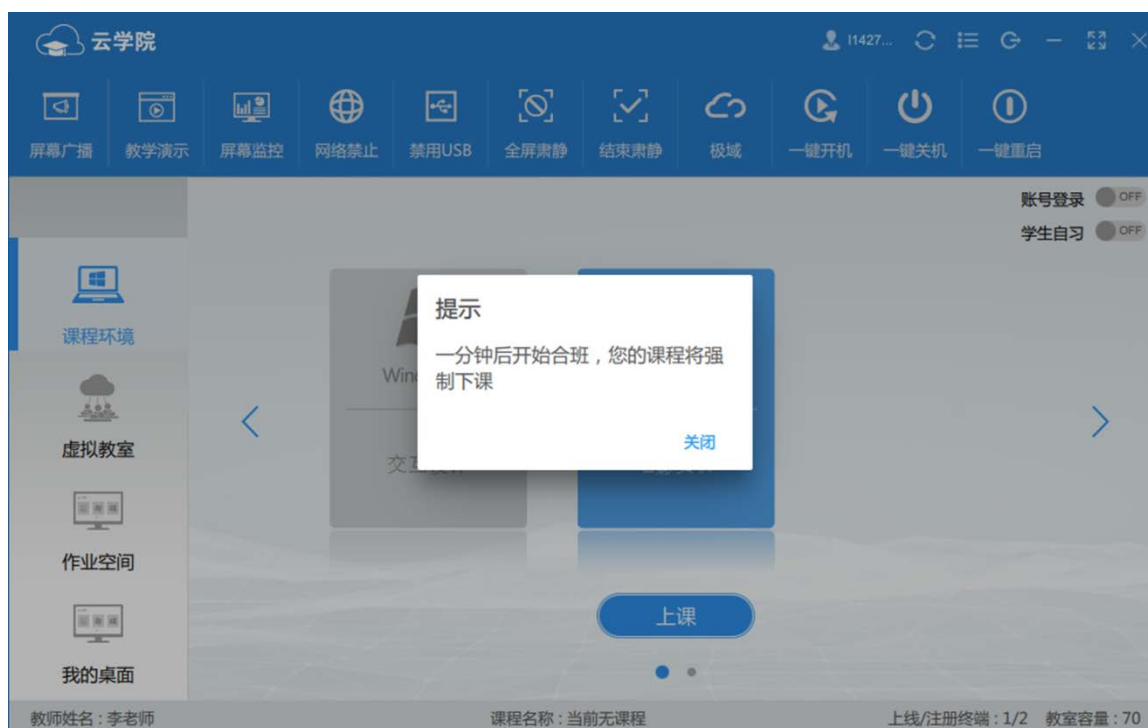 云学院
l1427...
屏幕广播 教学演示 屏幕监控 网络禁止 禁用USB 全屏肃静 结束肃静 极域 一键开机 一键关机 一键重启
账号登录 OFF
学生自习 OFF
课程环境
虚拟教室
作业空间
我的桌面
提示
一分钟后开始合班，您的课程将强
制下课
关闭
Wind
上课
教师姓名：李老师 课程名称：当前无课程 上线/注册终端：1/2 教室容量：70